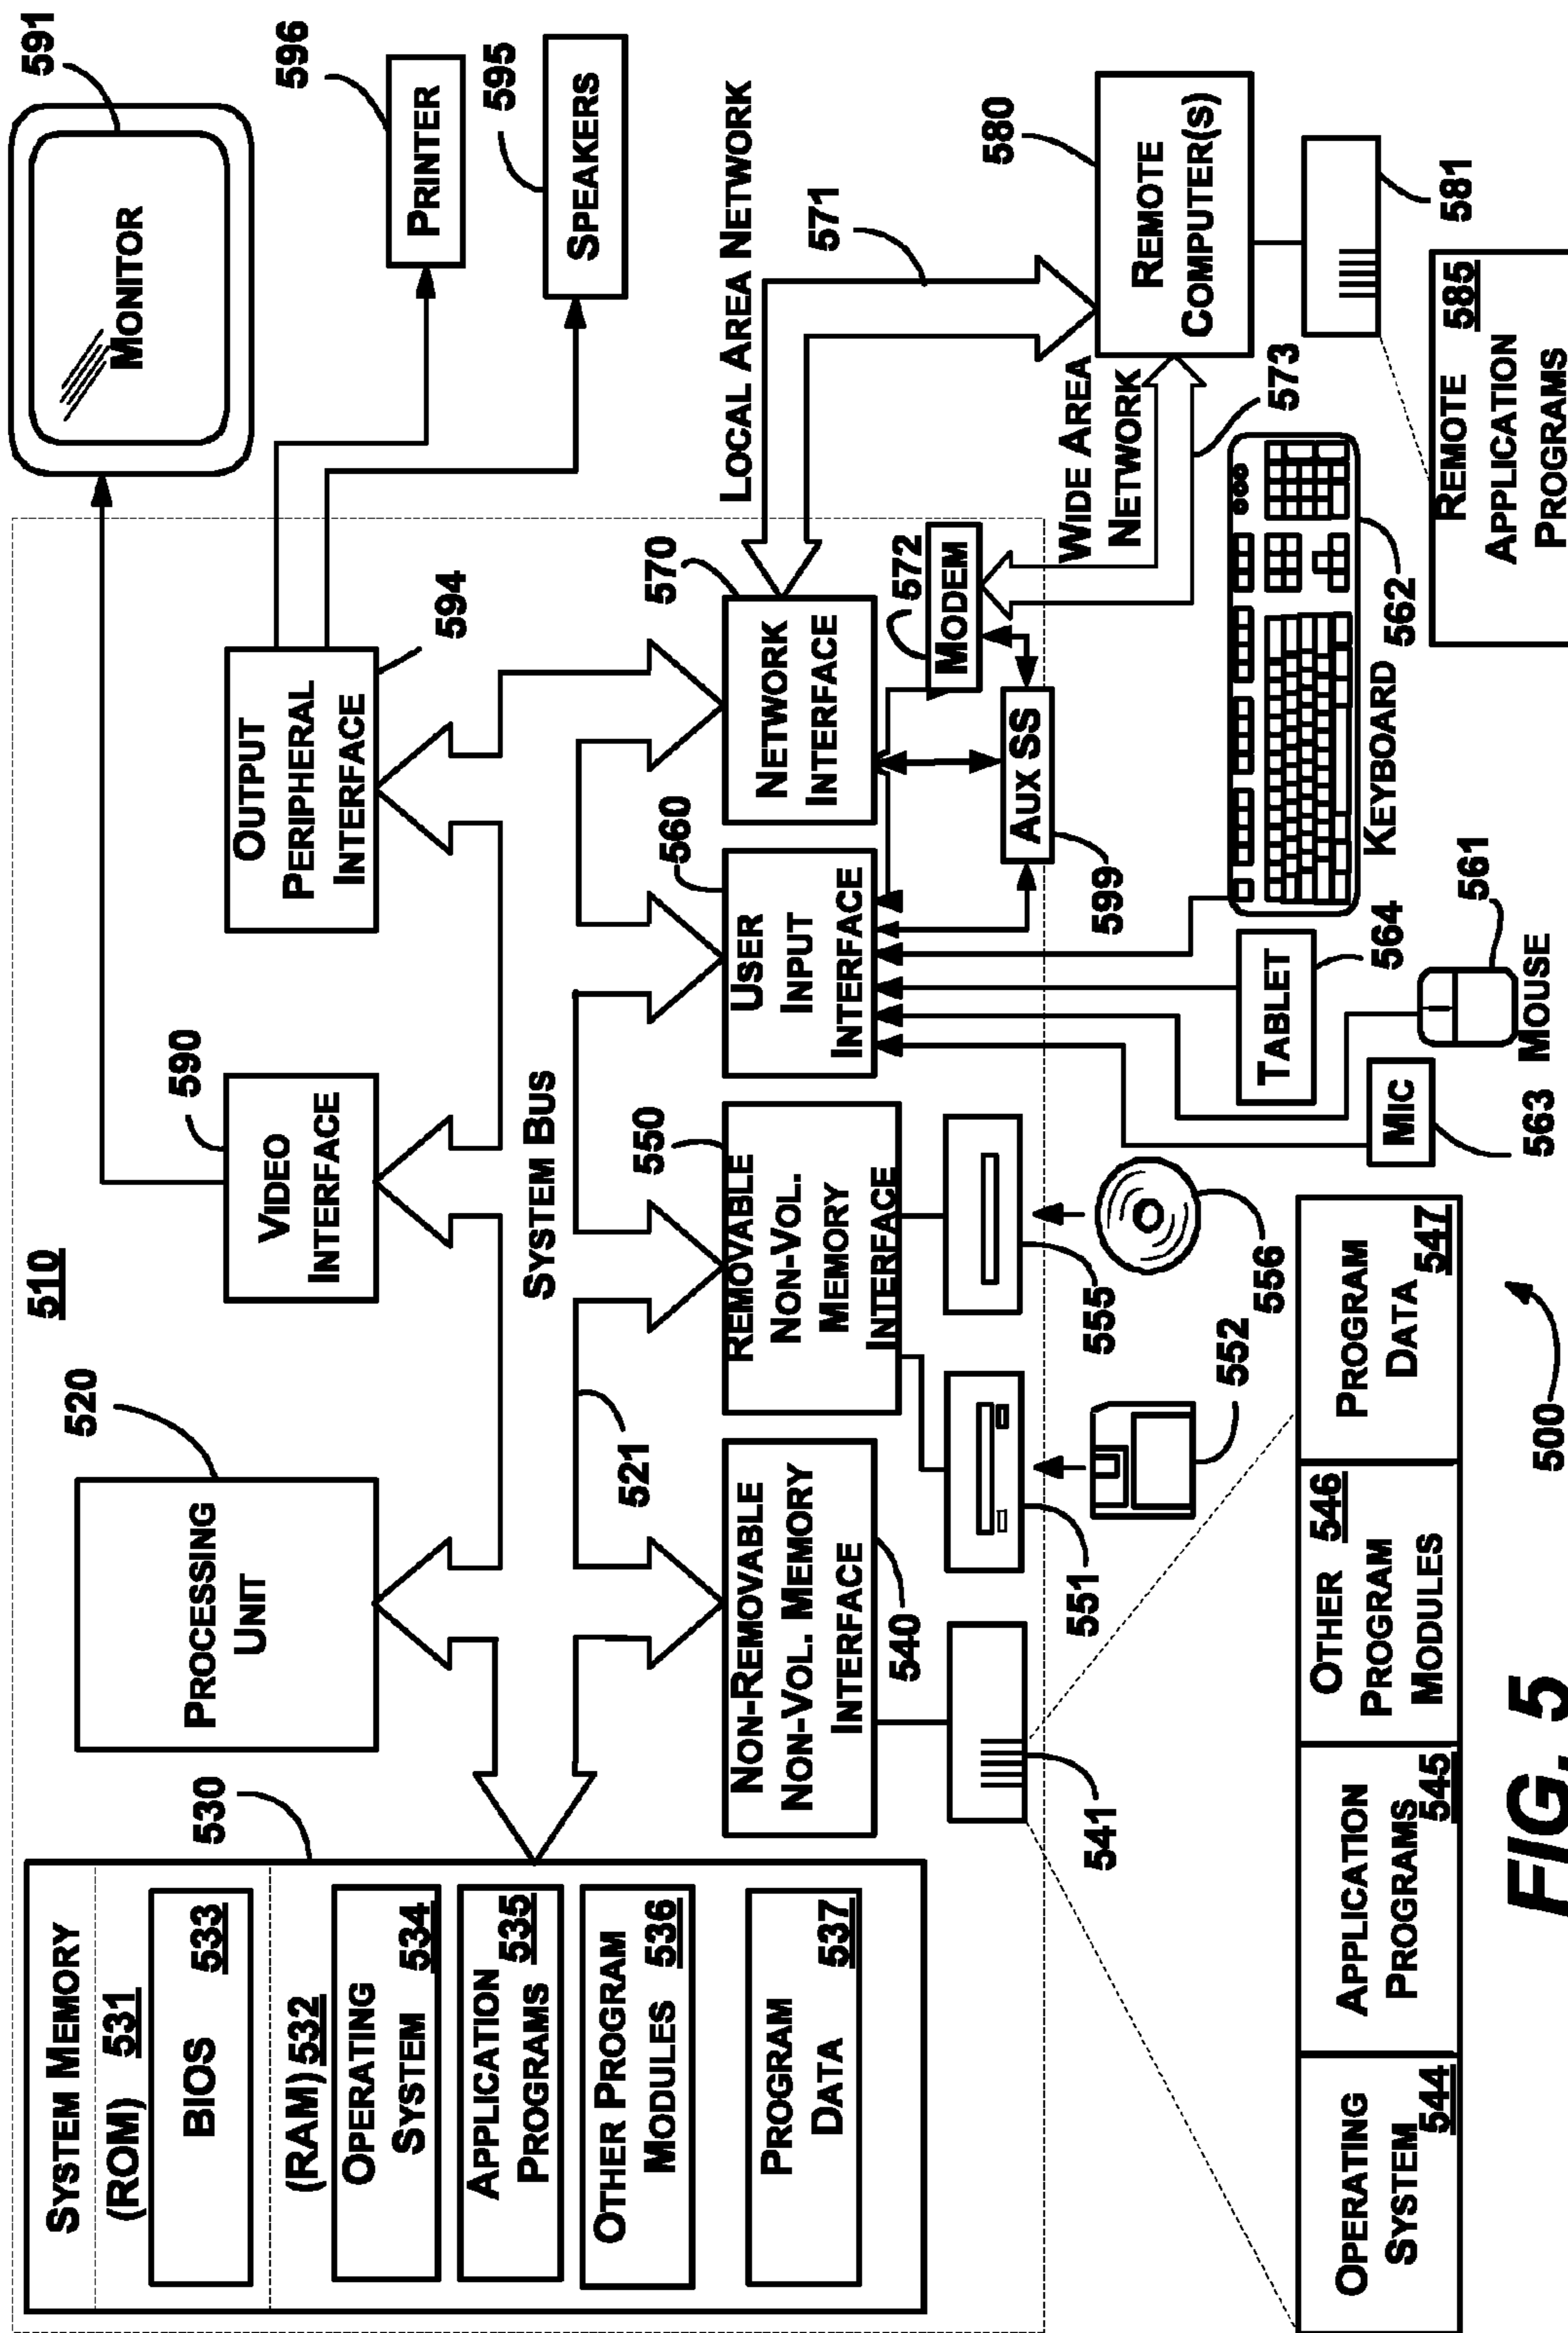 510
SYSTEM MEMORY
(ROM) 531
BIOS 533
(RAM) 532
OPERATING
SYSTEM 534
APPLICATION
PROGRAMS 535
OTHER PROGRAM
MODULES 536
PROGRAM
DATA 537
530
PROCESSING
UNIT
520
VIDEO
INTERFACE
590
OUTPUT
PERIPHERAL
INTERFACE
594
MONITOR
591
PRINTER
596
SPEAKERS
595
SYSTEM BUS
521
NON-REMOVABLE
NON-VOL. MEMORY
INTERFACE
540
REMOVABLE
NON-VOL.
MEMORY
INTERFACE
550
USER
INPUT
INTERFACE
560
NETWORK
INTERFACE
570
LOCAL AREA NETWORK
571
MODEM
572
AUX SS
599
WIDE AREA
NETWORK
573
REMOTE
COMPUTER(S)
580
581
REMOTE 585
APPLICATION
PROGRAMS
541
551
552
555
556
MIC
563
MOUSE
561
TABLET
564
KEYBOARD
562
OPERATING
SYSTEM 544
APPLICATION
PROGRAMS 545
OTHER 546
PROGRAM
MODULES
PROGRAM
DATA 547
500
FIG. 5